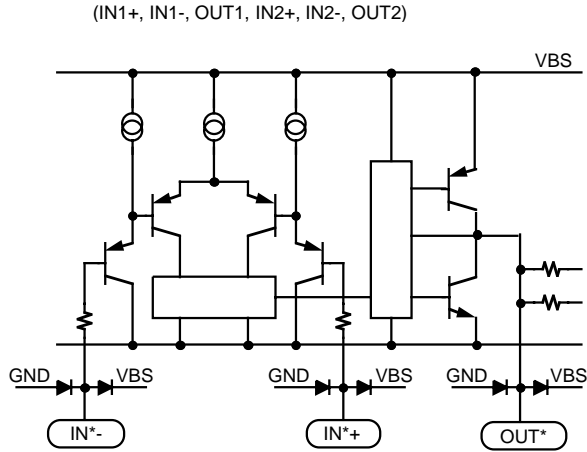 (IN1+, IN1-, OUT1, IN2+, IN2-, OUT2)
VBS
GND VBS GND VBS GND VBS
IN*- IN*+ OUT*